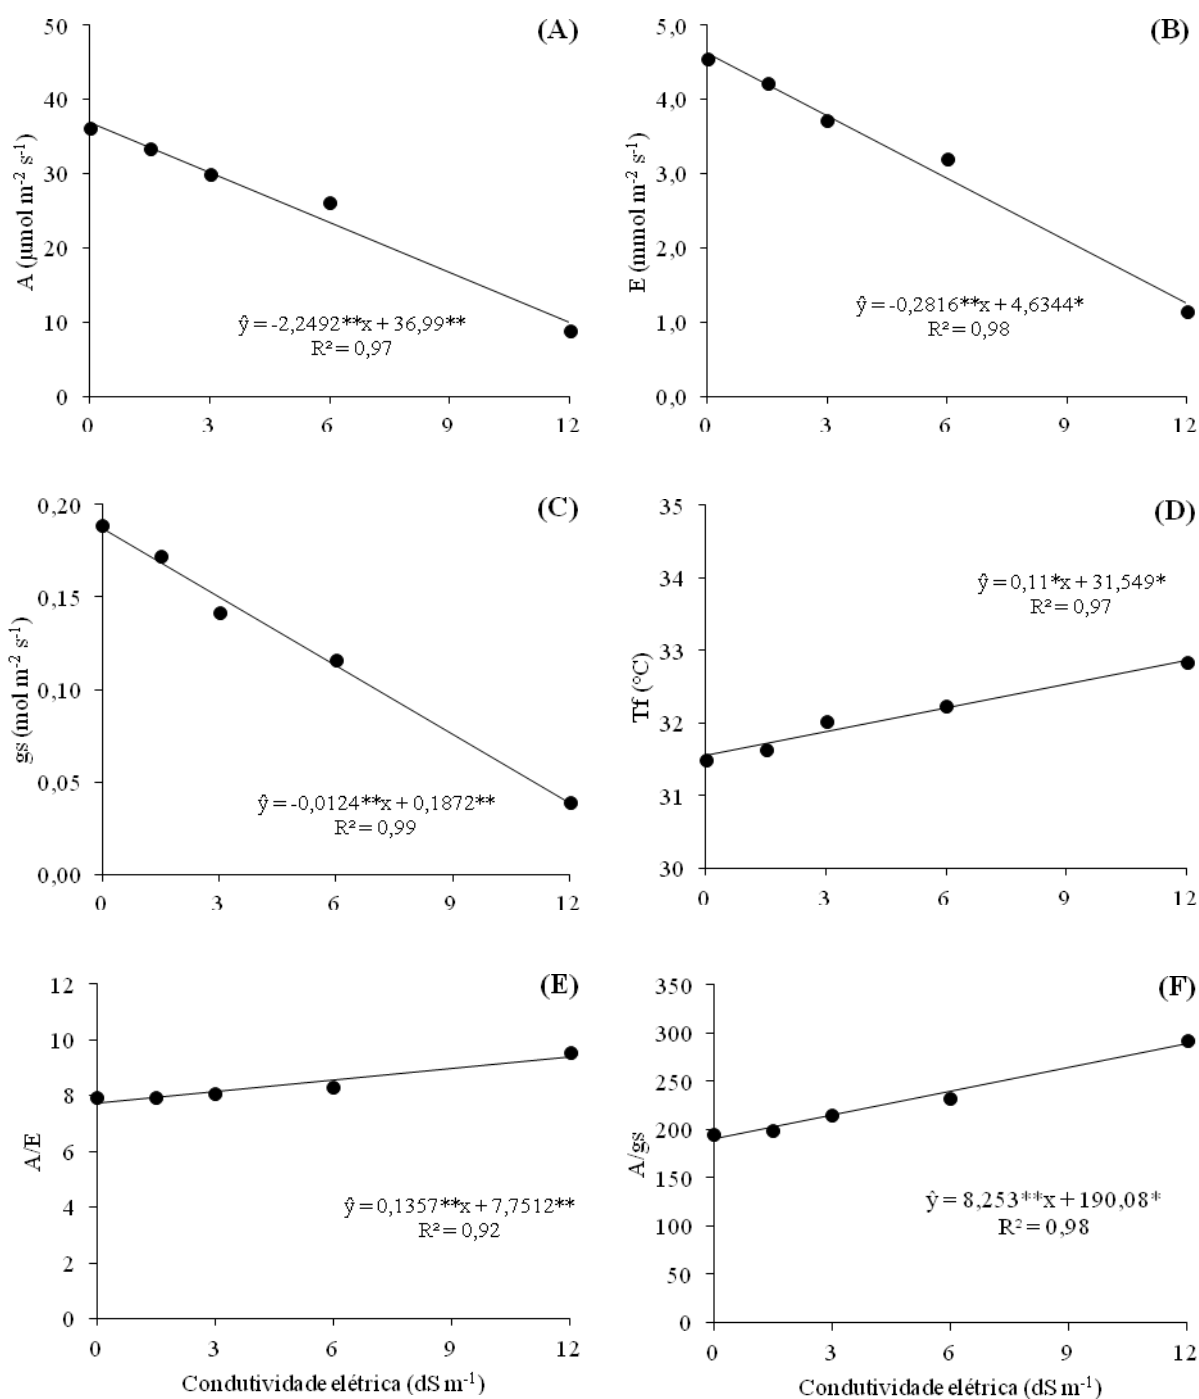 (A)
50
40
30
20
10
0
A (µmol m⁻² s⁻¹)
ŷ = -2,2492**x + 36,99**
R² = 0,97
0 3 6 9 12
(B)
5,0
4,0
3,0
2,0
1,0
0,0
E (mmol m⁻² s⁻¹)
ŷ = -0,2816**x + 4,6344*
R² = 0,98
0 3 6 9 12
(C)
0,20
0,15
0,10
0,05
0,00
gs (mol m⁻² s⁻¹)
ŷ = -0,0124**x + 0,1872**
R² = 0,99
0 3 6 9 12
(D)
35
34
33
32
31
30
Tf (°C)
ŷ = 0,11*x + 31,549*
R² = 0,97
0 3 6 9 12
(E)
12
10
8
6
4
2
0
A/E
ŷ = 0,1357**x + 7,7512**
R² = 0,92
0 3 6 9 12
Condutividade elétrica (dS m⁻¹)
(F)
350
300
250
200
150
100
50
0
A/gs
ŷ = 8,253**x + 190,08*
R² = 0,98
0 3 6 9 12
Condutividade elétrica (dS m⁻¹)